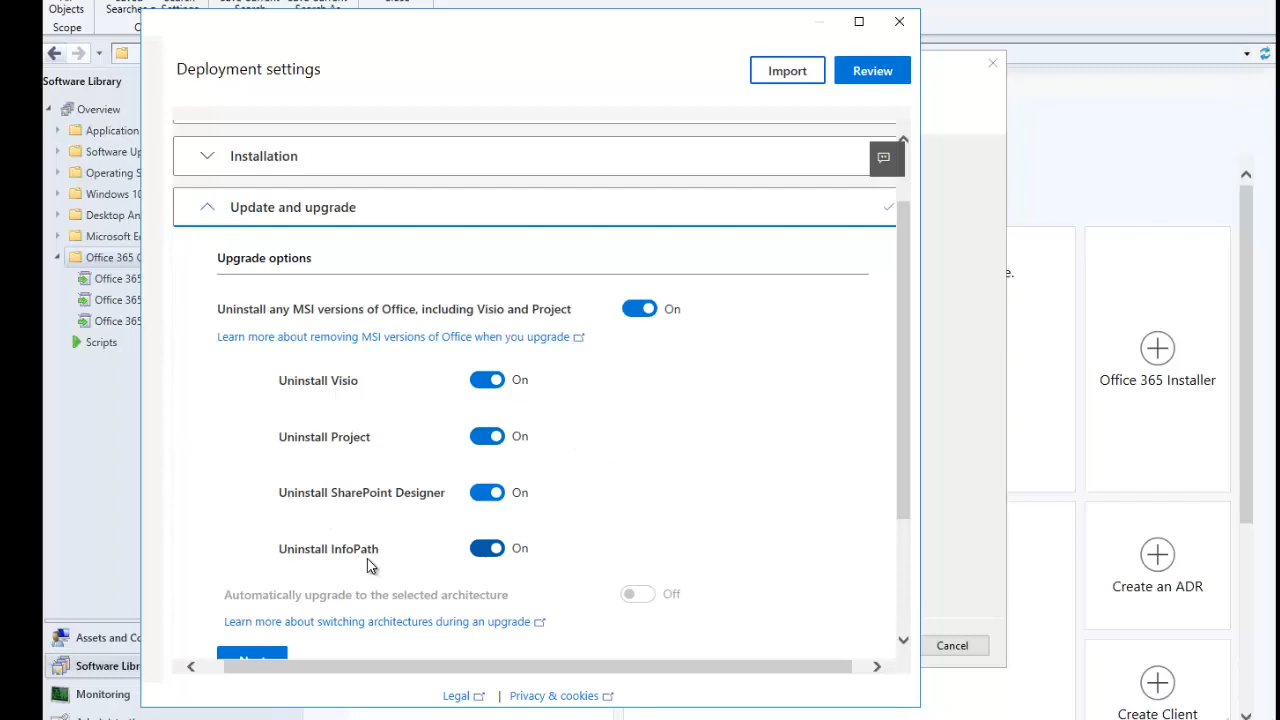 Objects
Scope
Software Library
Overview
Application
Software Up
Operating S
Windows 10
Desktop An
Microsoft E
Office 365 C
Office 365
Office 365
Office 365
Scripts
Assets and Co
Software Libr
Monitoring
Deployment settings
Import
Review
Installation
Update and upgrade
Upgrade options
Uninstall any MSI versions of Office, including Visio and Project
On
Learn more about removing MSI versions of Office when you upgrade
Uninstall Visio
On
Uninstall Project
On
Uninstall SharePoint Designer
On
Uninstall InfoPath
On
Automatically upgrade to the selected architecture
Off
Learn more about switching architectures during an upgrade
Legal | Privacy & cookies
Cancel
e.
Office 365 Installer
Create an ADR
Create Client